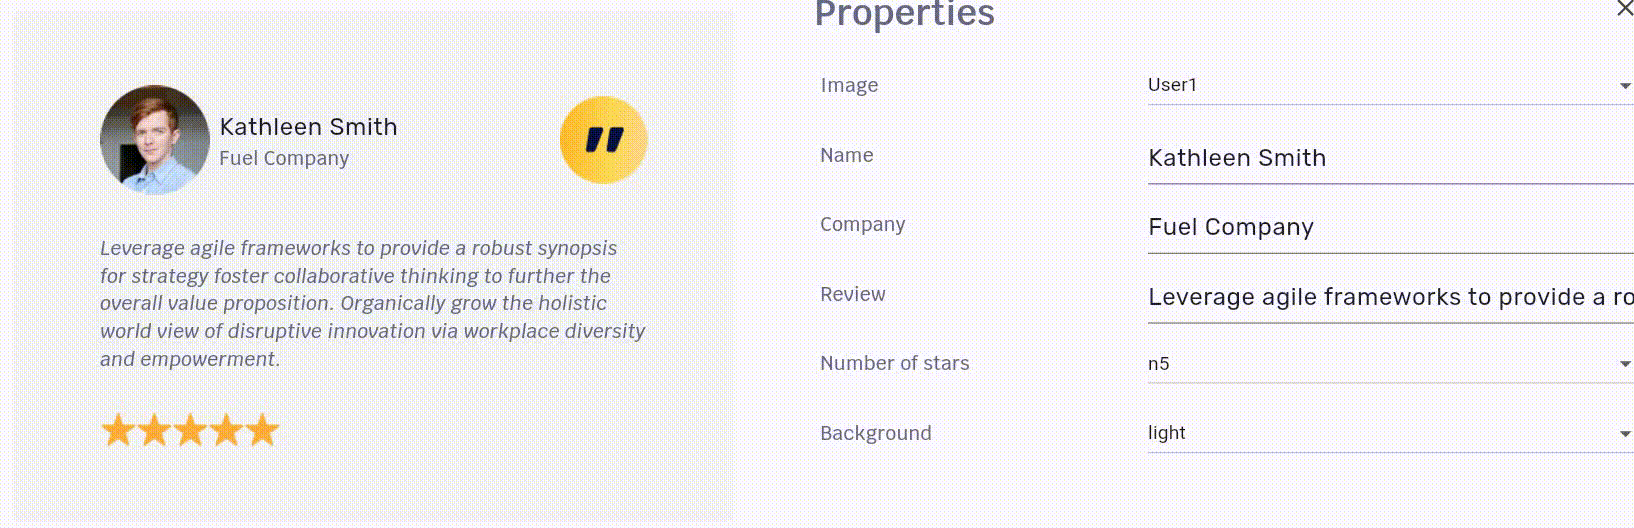 Kathleen Smith
Fuel Company
"
Leverage agile frameworks to provide a robust synopsis
for strategy foster collaborative thinking to further the
overall value proposition. Organically grow the holistic
world view of disruptive innovation via workplace diversity
and empowerment.
Properties
Image User1
Name Kathleen Smith
Company Fuel Company
Review Leverage agile frameworks to provide a ro
Number of stars n5
Background light